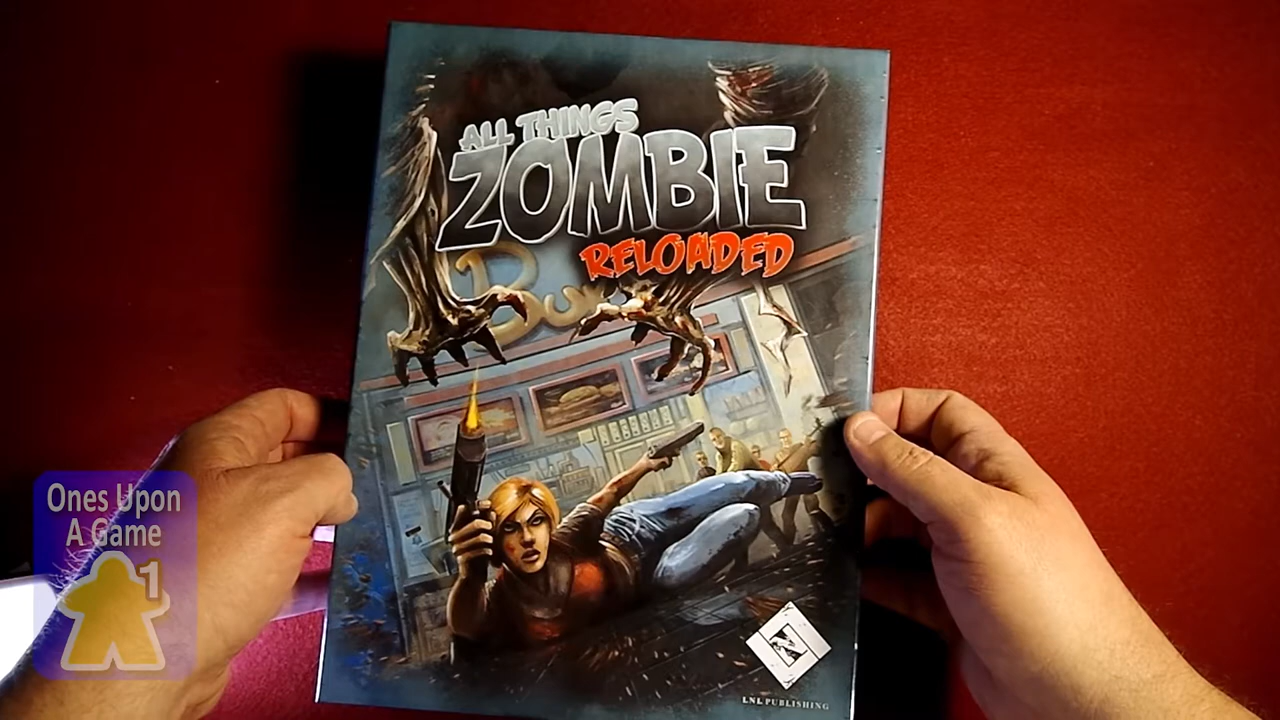 ALL THINGS
ZOMBIE
RELOADED
Ones Upon
A Game
1
LNL PUBLISHING